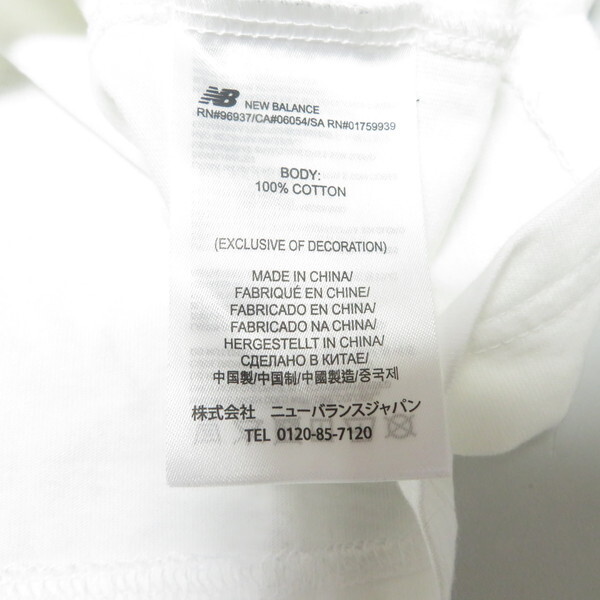 NB NEW BALANCE
RN#96937/CA#06054/SA RN#01759939
BODY:
100% COTTON
(EXCLUSIVE OF DECORATION)
MADE IN CHINA/
FABRIQUÉ EN CHINE/
FABRICADO EN CHINA/
FABRICADO NA CHINA/
HERGESTELLT IN CHINA/
СДЕЛАНО В КИТАЕ/
中国製/中国制/中國製造/중국제
株式会社 ニューバランスジャパン
TEL 0120-85-7120